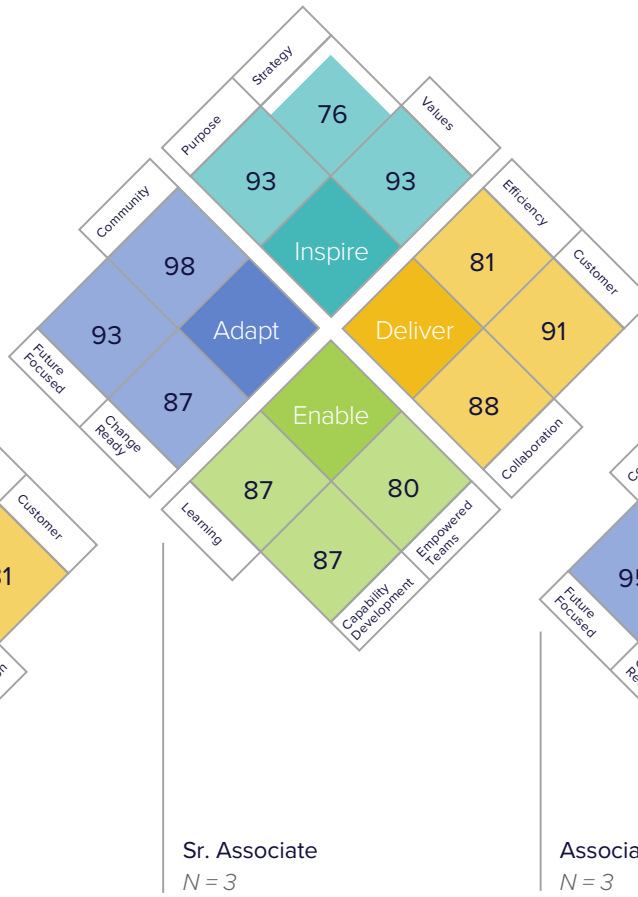 Strategy
Purpose
76
Values
93
93
Inspire
Community
Efficiency
98
81
Customer
Adapt
Deliver
93
91
Future
Focused
87
88
Change
Ready
Enable
Collaboration
87
80
Learning
Empowered
Teams
87
Capability
Development
Customer
Future
Focused
Sr. Associate
N = 3
N = 3